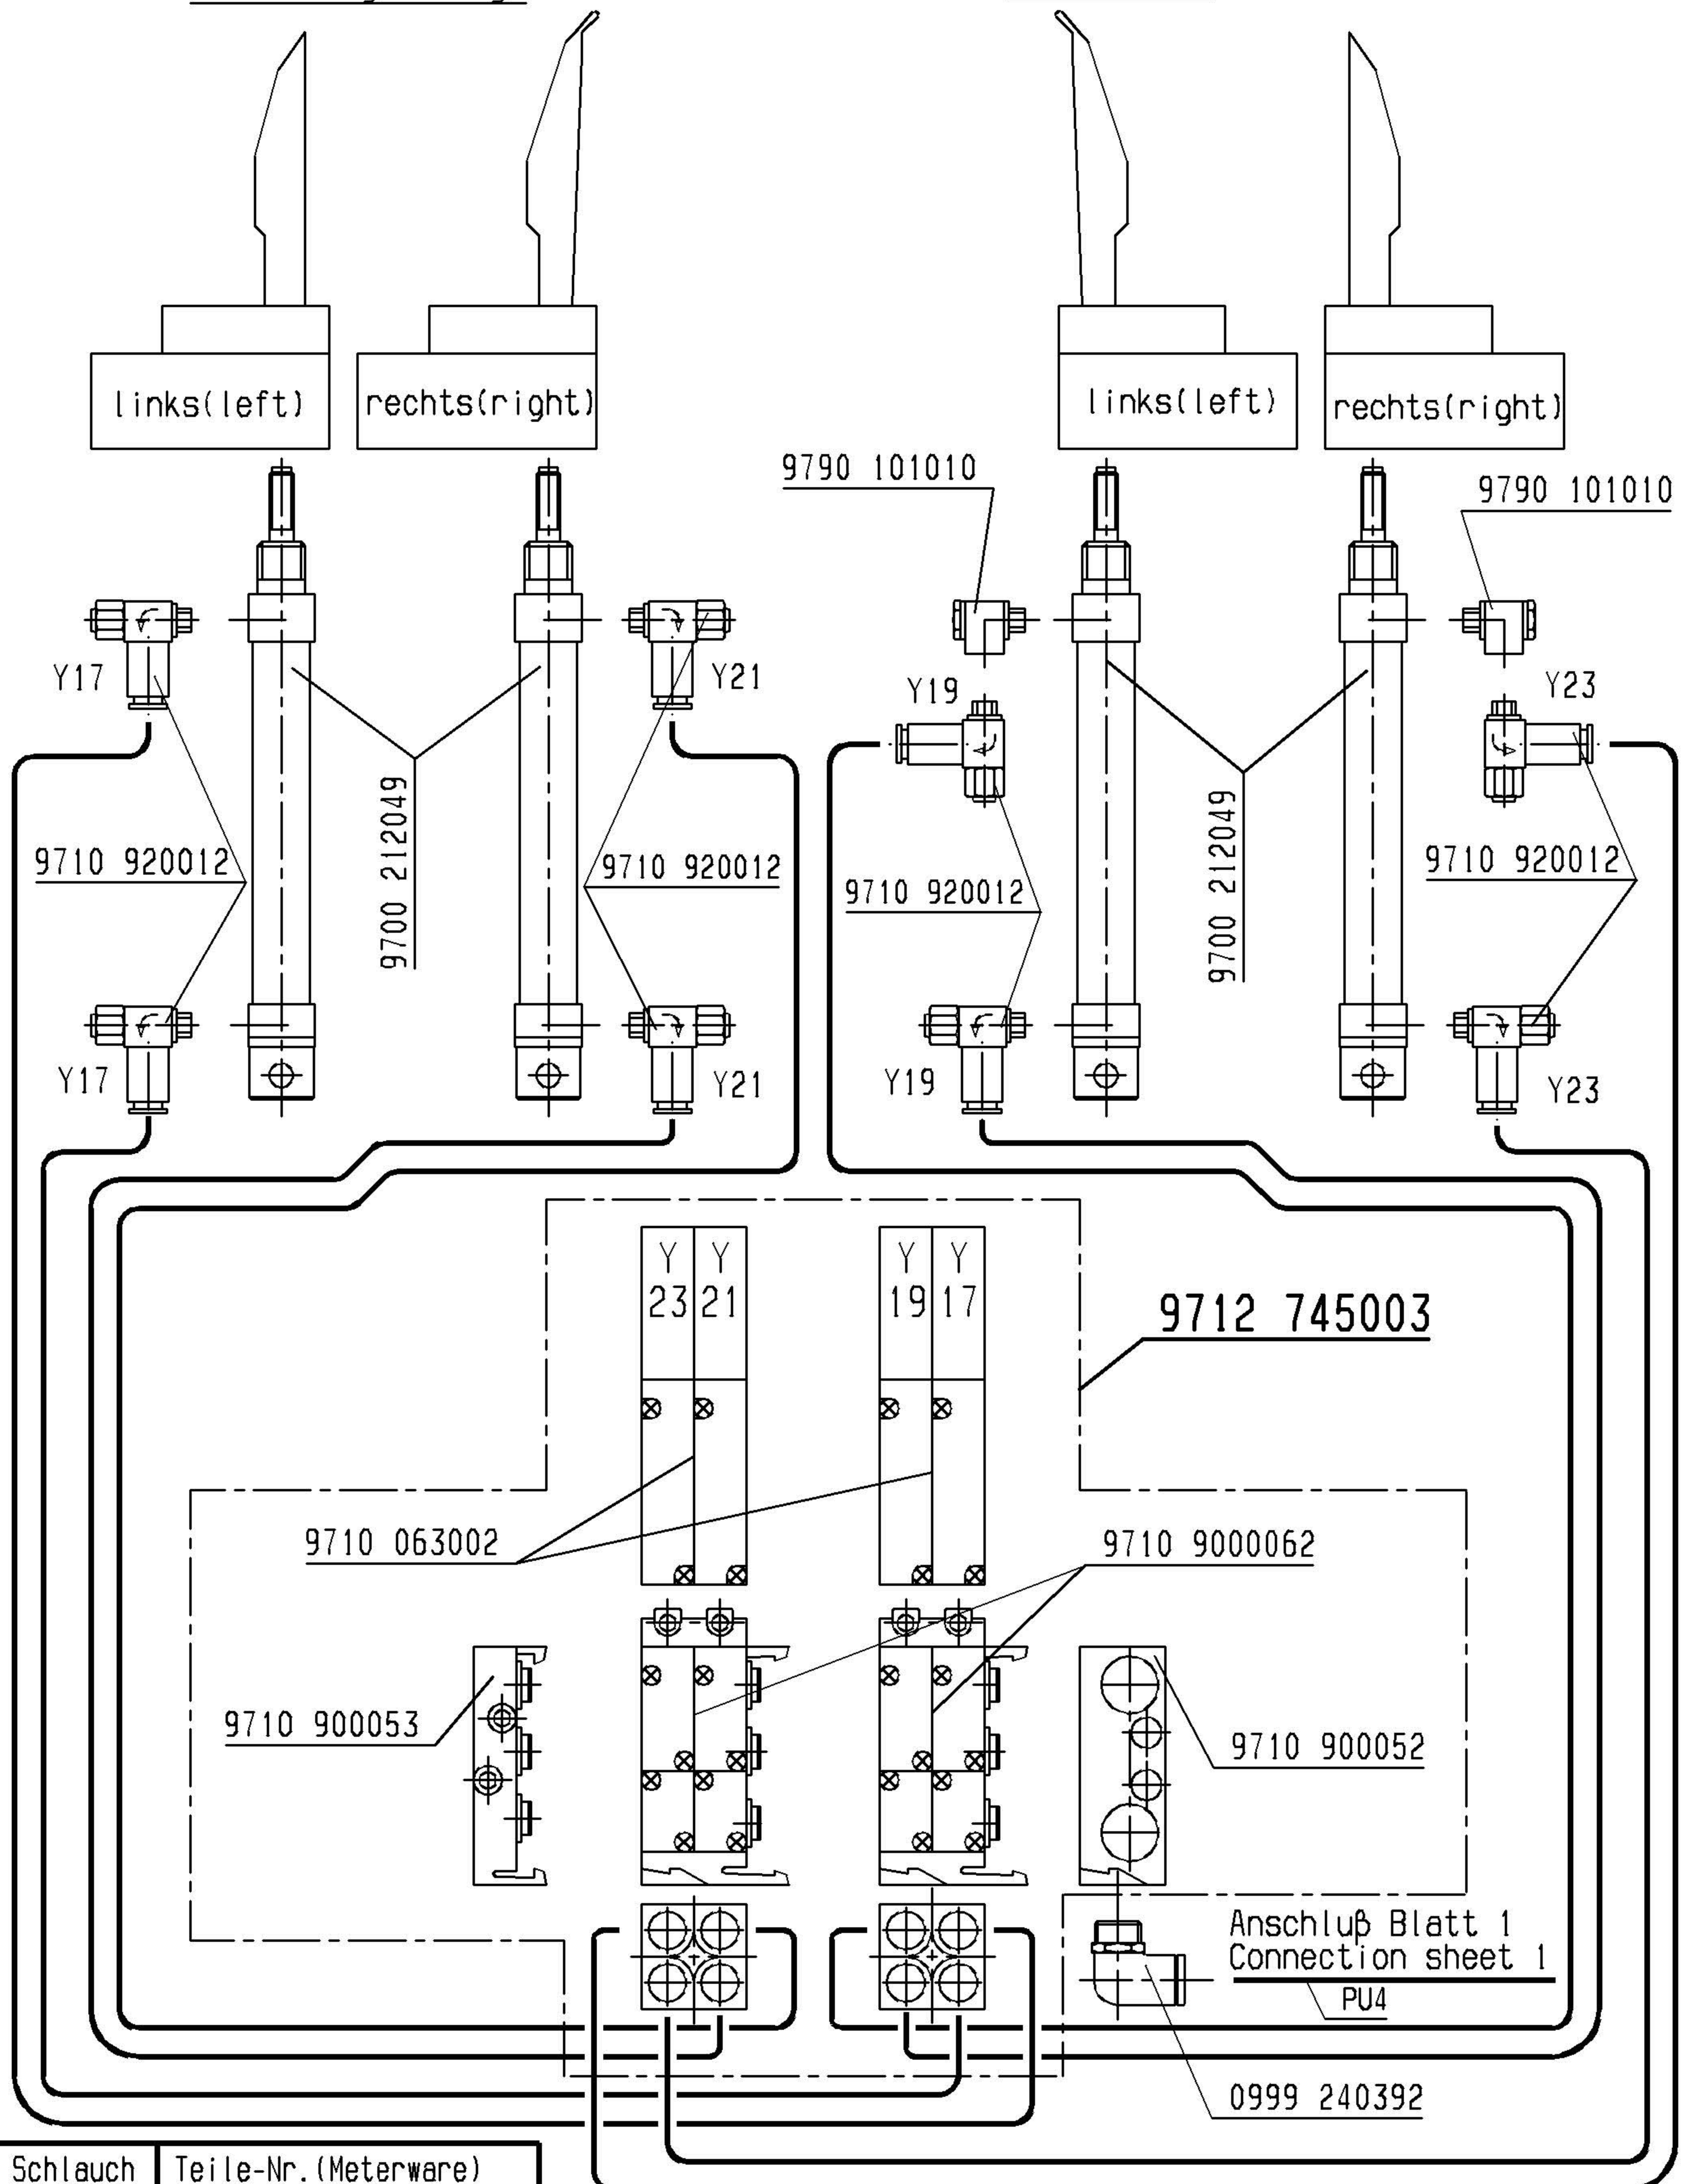 links(left)
rechts(right)
links(left)
rechts(right)
9790 101010
9790 101010
Y17
Y21
Y19
Y23
9700 212049
9700 212049
9710 920012
9710 920012
9710 920012
9710 920012
Y17
Y21
Y19
Y23
Y 23
Y 21
Y 19
Y 17
9712 745003
9710 063002
9710 9000062
9710 900053
9710 900052
Anschluß Blatt 1
Connection sheet 1
PU4
0999 240392
Schlauch
Teile-Nr.(Meterware)